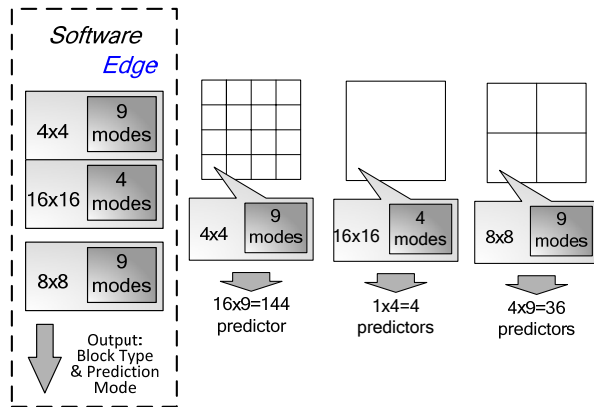 Software
Edge
9
modes
4x4
4
modes
16x16
9
modes
8x8
Output:
Block Type
& Prediction
Mode
9
modes
4x4
16x9=144
predictor
4
modes
16x16
1x4=4
predictors
9
modes
8x8
4x9=36
predictors